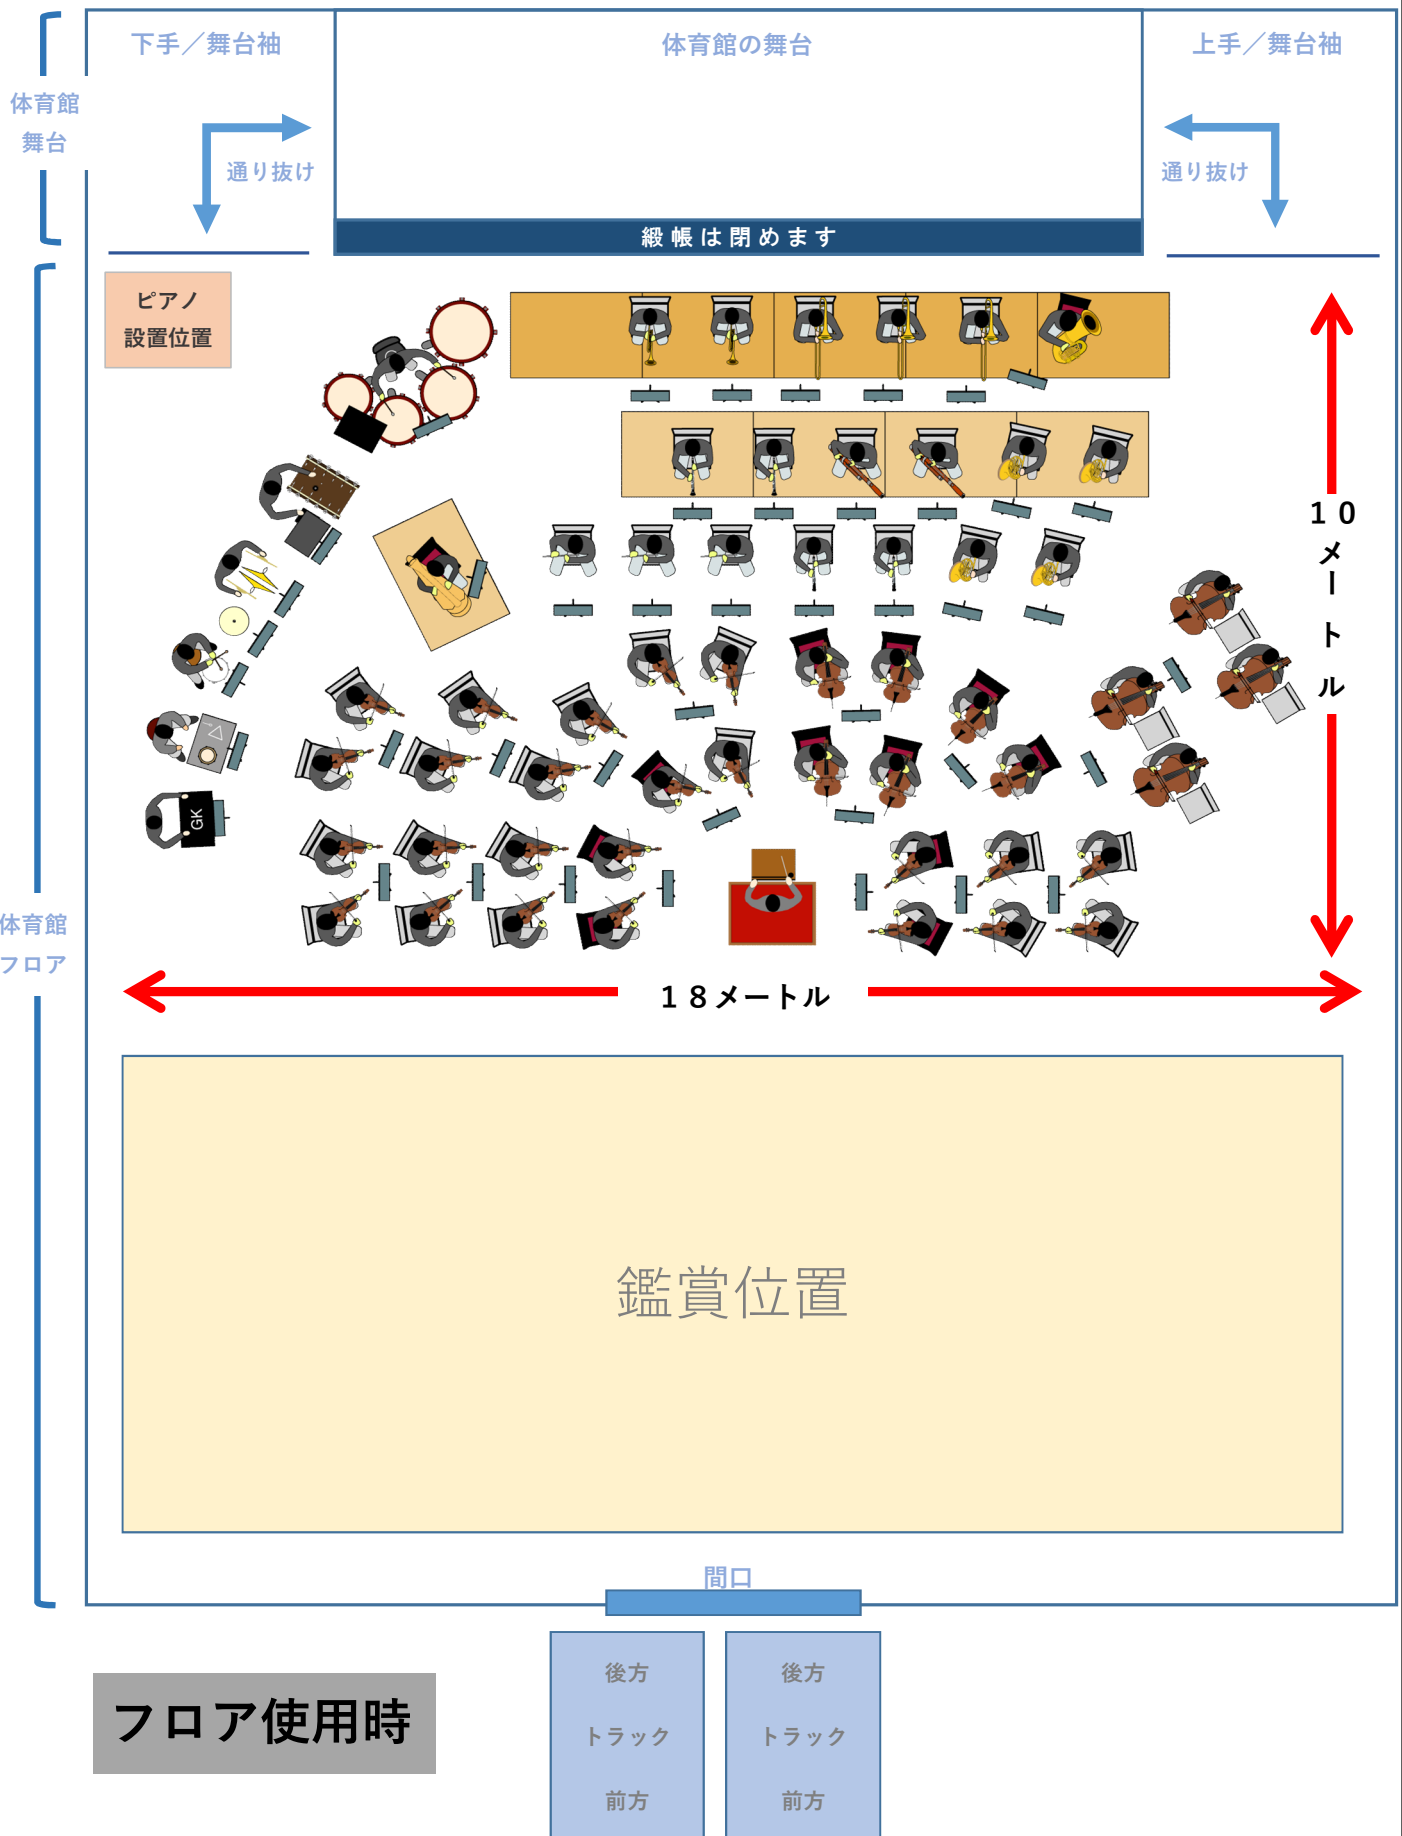 下手／舞台袖
体育館の舞台
上手／舞台袖
体育館
舞台
通り抜け
通り抜け
緞帳は閉めます
ピアノ
設置位置
１０メートル
GK
体育館
フロア
１８メートル
鑑賞位置
間口
後方
トラック
前方
後方
トラック
前方
フロア使用時